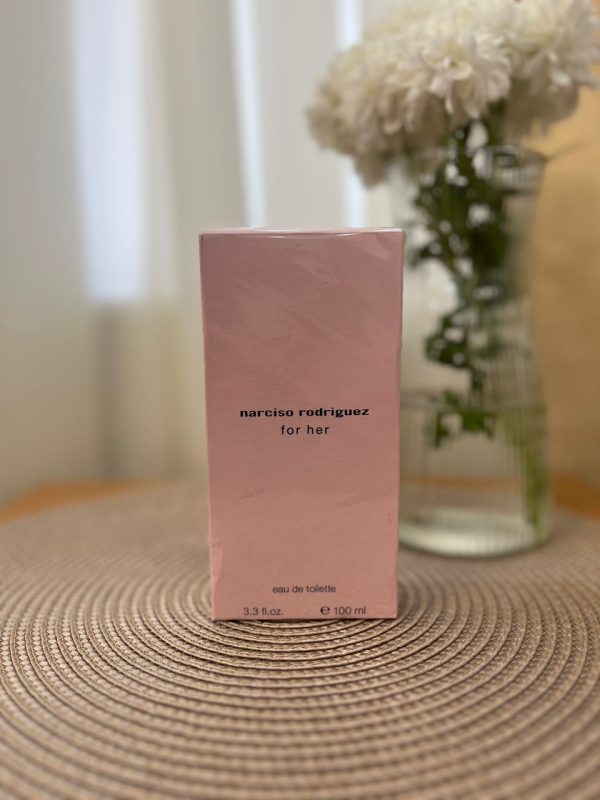 narciso rodriguez
for her
eau de toilette
3.3 fl.oz. ℮ 100 ml